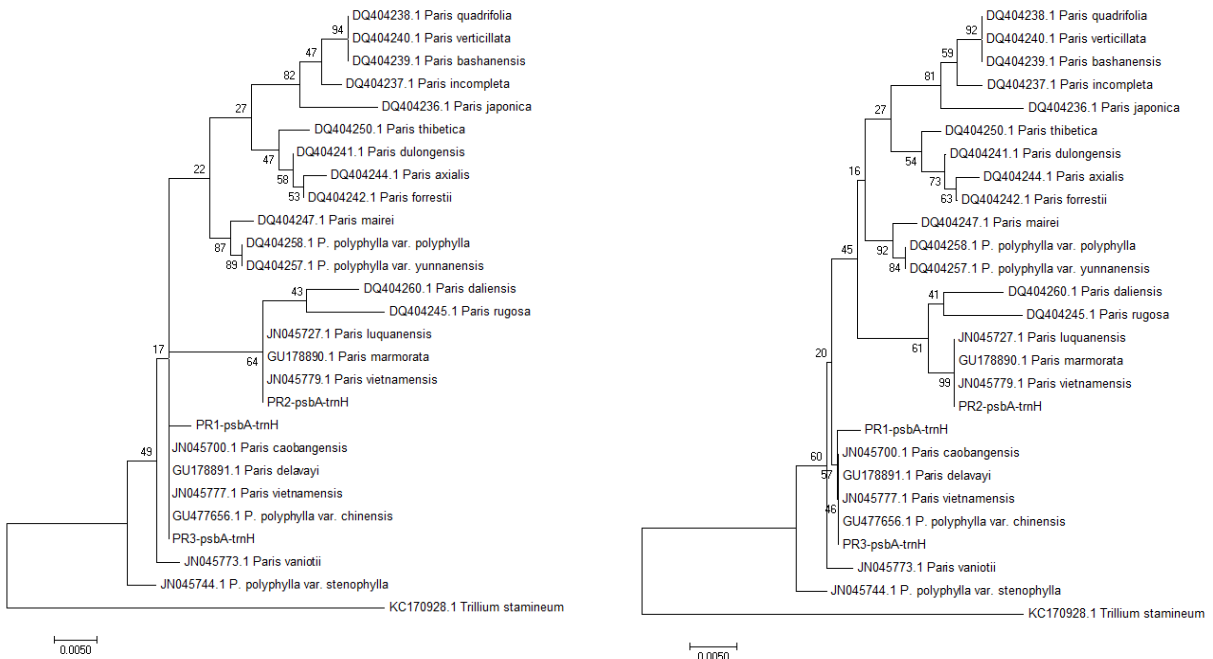 DQ404238.1 Paris quadrifolia
94
DQ404240.1 Paris verticillata
47
DQ404239.1 Paris bashanensis
82
DQ404237.1 Paris incompleta
27
DQ404236.1 Paris japonica
DQ404250.1 Paris thibetica
47
DQ404241.1 Paris dulongensis
22
58
DQ404244.1 Paris axialis
53
DQ404242.1 Paris forrestii
DQ404247.1 Paris mairei
87
DQ404258.1 P. polyphylla var. polyphylla
89
DQ404257.1 P. polyphylla var. yunnanensis
43
DQ404260.1 Paris daliensis
DQ404245.1 Paris rugosa
JN045727.1 Paris luquanensis
17
64
GU178890.1 Paris marmorata
JN045779.1 Paris vietnamensis
PR2-psbA-trnH
PR1-psbA-trnH
49
JN045700.1 Paris caobangensis
GU178891.1 Paris delavayi
JN045777.1 Paris vietnamensis
GU477656.1 P. polyphylla var. chinensis
PR3-psbA-trnH
JN045773.1 Paris vaniotii
JN045744.1 P. polyphylla var. stenophylla
KC170928.1 Trillium stamineum
0.0050
DQ404238.1 Paris quadrifolia
92
DQ404240.1 Paris verticillata
59
DQ404239.1 Paris bashanensis
81
DQ404237.1 Paris incompleta
27
DQ404236.1 Paris japonica
DQ404250.1 Paris thibetica
54
DQ404241.1 Paris dulongensis
16
73
DQ404244.1 Paris axialis
63
DQ404242.1 Paris forrestii
DQ404247.1 Paris mairei
92
DQ404258.1 P. polyphylla var. polyphylla
45
84
DQ404257.1 P. polyphylla var. yunnanensis
41
DQ404260.1 Paris daliensis
DQ404245.1 Paris rugosa
61
JN045727.1 Paris luquanensis
20
GU178890.1 Paris marmorata
99
JN045779.1 Paris vietnamensis
PR2-psbA-trnH
PR1-psbA-trnH
60
JN045700.1 Paris caobangensis
57
GU178891.1 Paris delavayi
JN045777.1 Paris vietnamensis
46
GU477656.1 P. polyphylla var. chinensis
PR3-psbA-trnH
JN045773.1 Paris vaniotii
JN045744.1 P. polyphylla var. stenophylla
KC170928.1 Trillium stamineum
0.0050